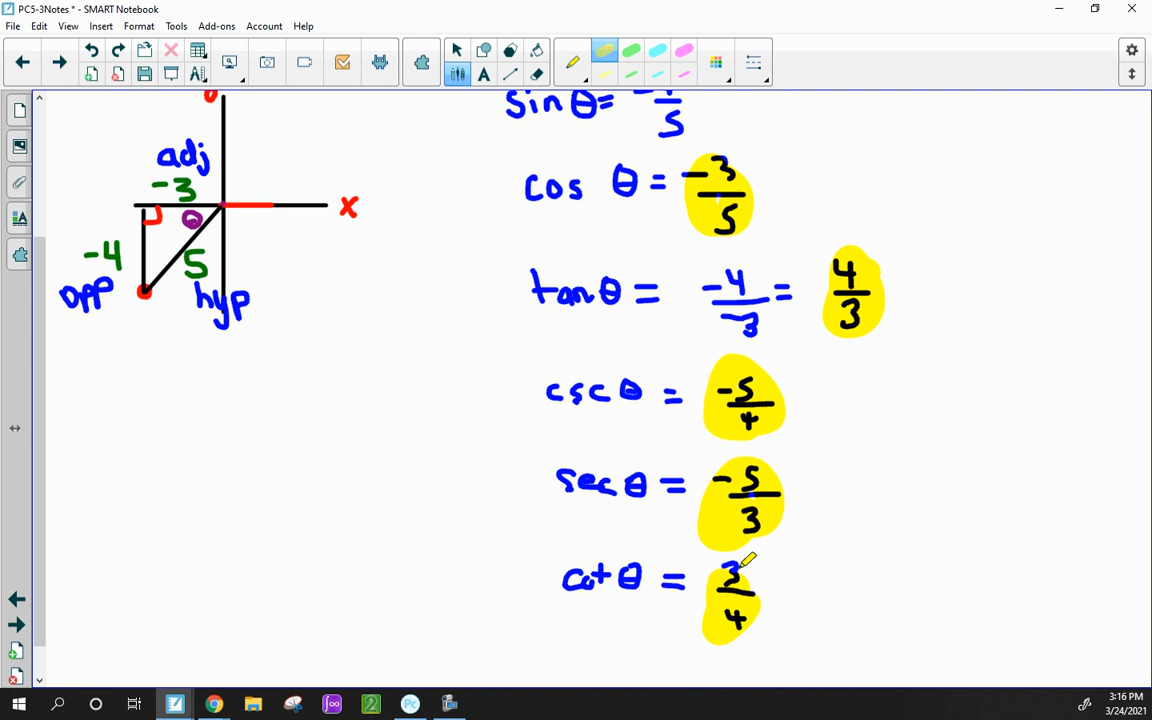 PC5-3Notes * - SMART Notebook
File Edit View Insert Format Tools Add-ons Account Help
sin θ =
5
adj
-3
cos θ = -3/5
x
θ
-4
5
opp
hyp
tan θ = -4/-3 = 4/3
csc θ = -5/4
sec θ = -5/3
cot θ = 3/4
3:16 PM
3/24/2021